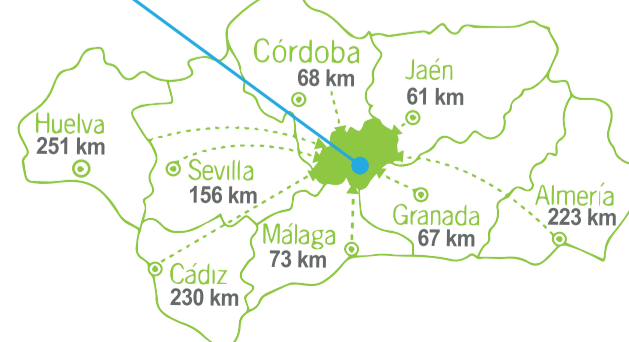 Córdoba
68 km
Jaén
61 km
Huelva
251 km
Sevilla
156 km
Almería
223 km
Granada
67 km
Málaga
73 km
Cádiz
230 km